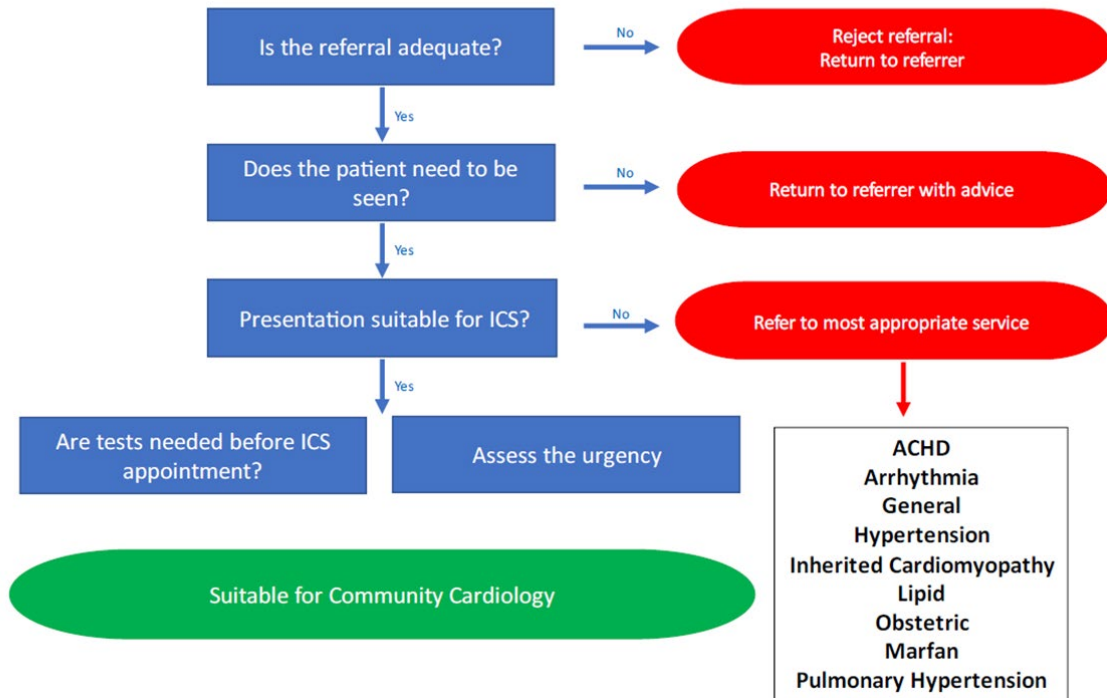 Is the referral adequate?
No
Reject referral:
Return to referrer
Yes
Does the patient need to be
seen?
No
Return to referrer with advice
Yes
Presentation suitable for ICS?
No
Refer to most appropriate service
Yes
Are tests needed before ICS
appointment?
Assess the urgency
Suitable for Community Cardiology
ACHD
Arrhythmia
General
Hypertension
Inherited Cardiomyopathy
Lipid
Obstetric
Marfan
Pulmonary Hypertension